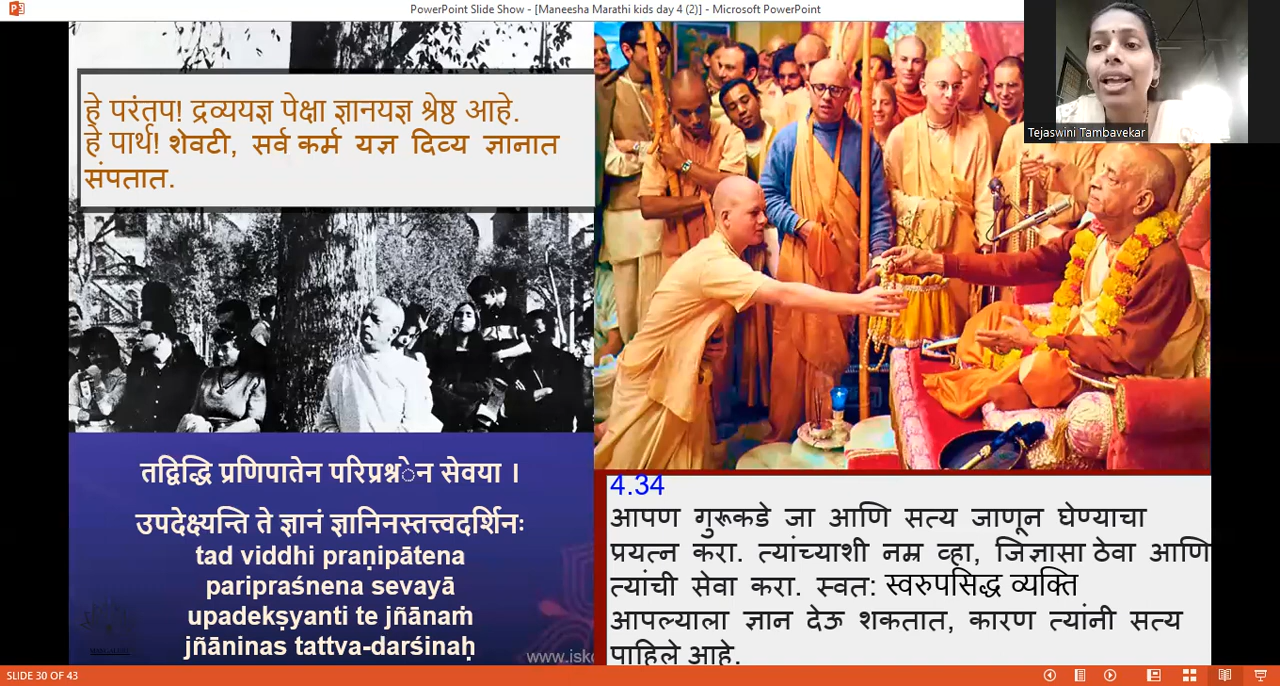 PowerPoint Slide Show - [Maneesha Marathi kids day 4 (2)] - Microsoft PowerPoint
Tejaswini Tambavekar
हे परंतप! द्रव्ययज्ञ पेक्षा ज्ञानयज्ञ श्रेष्ठ आहे.
हे पार्थ! शेवटी, सर्व कर्म यज्ञ दिव्य ज्ञानात
संपतात.
तद्विद्धि प्रणिपातेन परिप्रश्न‌ेन सेवया ।
उपदेक्ष्यन्ति ते ज्ञानं ज्ञानिनस्तत्त्वदर्शिनः
tad viddhi praṇipātena
paripraśnena sevayā
upadekṣyanti te jñānaṁ
jñāninas tattva-darśinaḥ
www.isk
4.34
आपण गुरूकडे जा आणि सत्य जाणून घेण्याचा
प्रयत्न करा. त्यांच्याशी नम्र व्हा, जिज्ञासा ठेवा आणि
त्यांची सेवा करा. स्वत: स्वरुपसिद्ध व्यक्ति
आपल्याला ज्ञान देऊ शकतात, कारण त्यांनी सत्य
पाहिले आहे.
SLIDE 30 OF 43